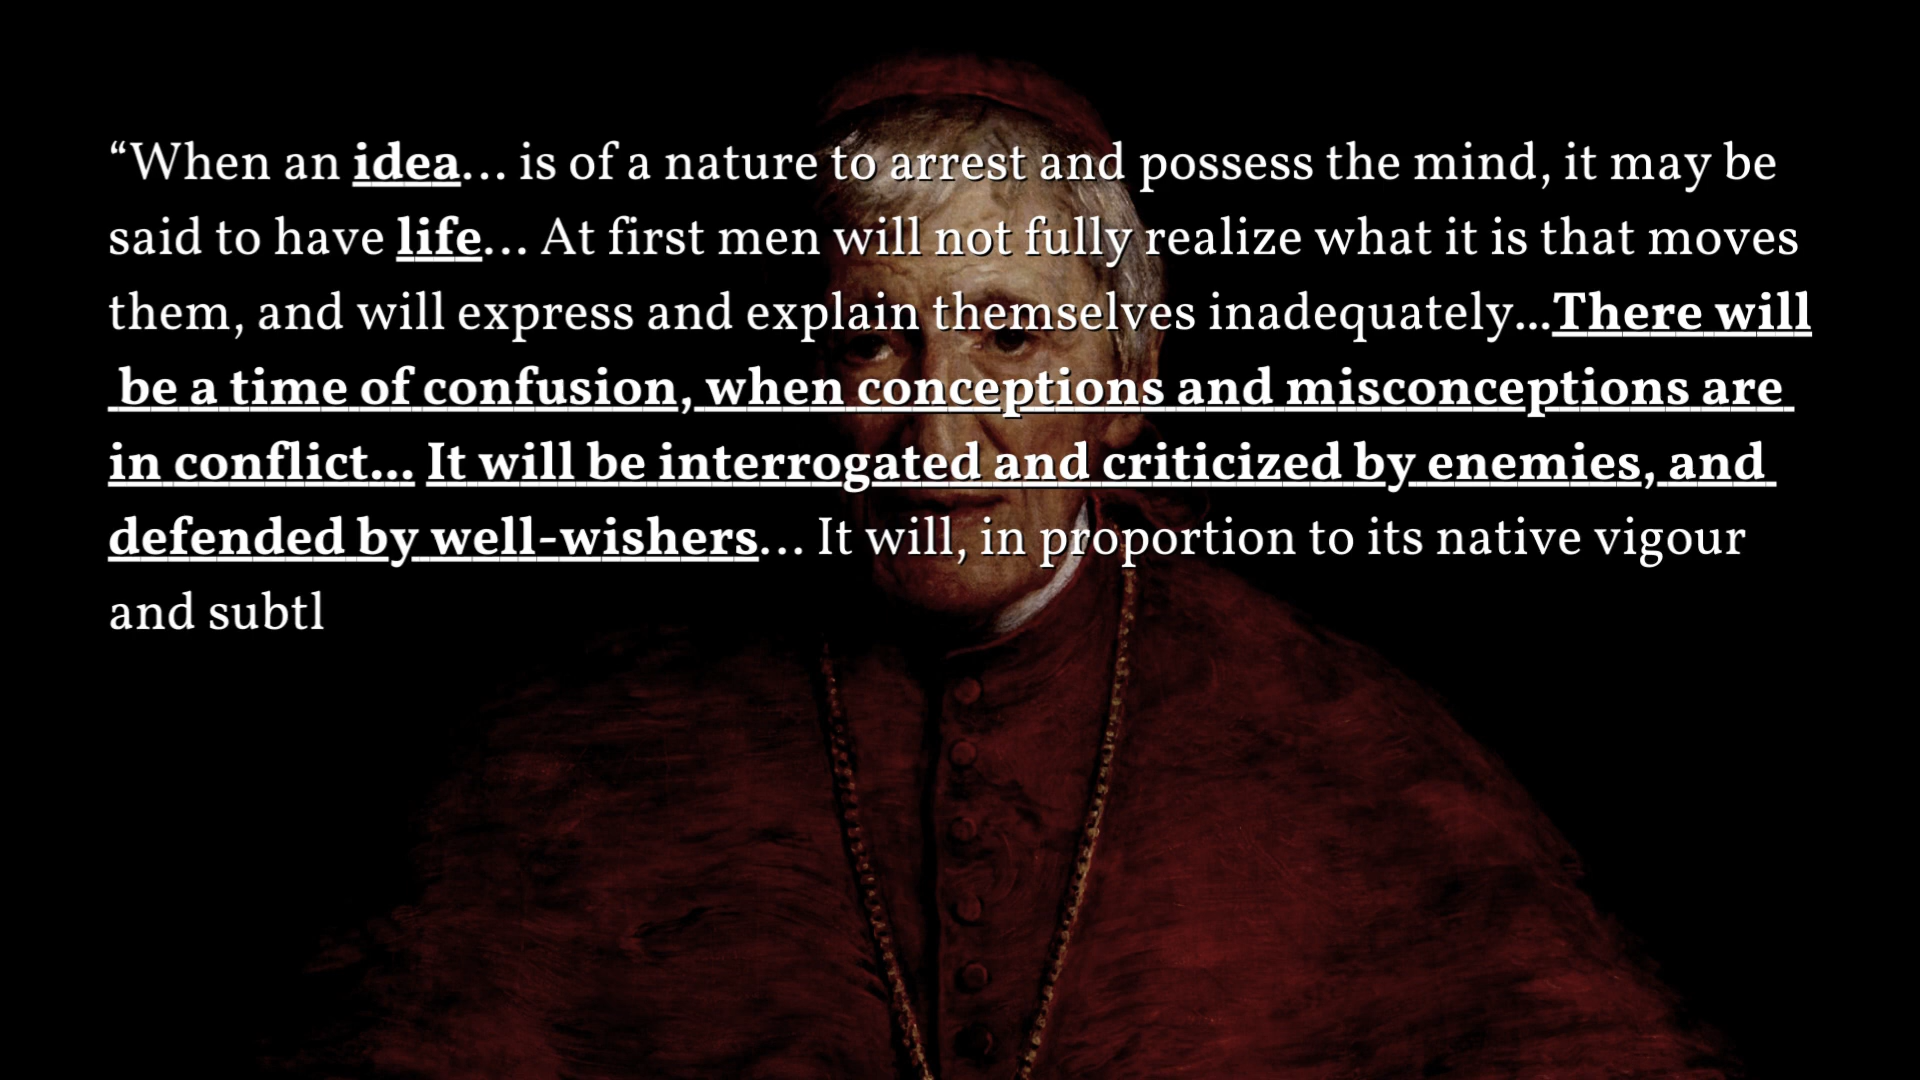 “When an idea… is of a nature to arrest and possess the mind, it may be
said to have life… At first men will not fully realize what it is that moves
them, and will express and explain themselves inadequately...There will
be a time of confusion, when conceptions and misconceptions are
in conflict... It will be interrogated and criticized by enemies, and
defended by well-wishers… It will, in proportion to its native vigour
and subtl